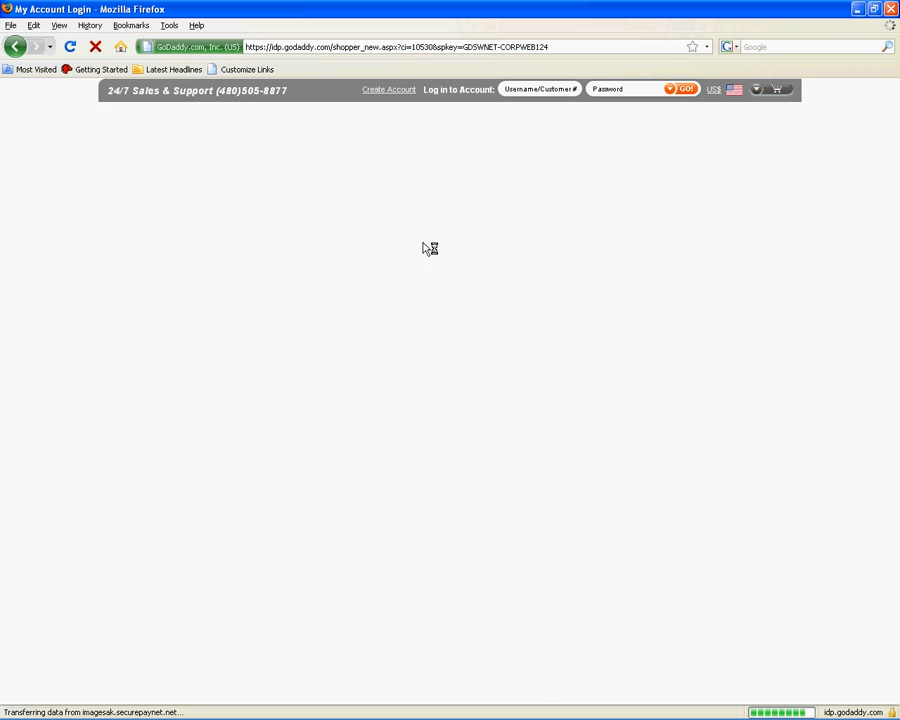 My Account Login - Mozilla Firefox
File Edit View History Bookmarks Tools Help
GoDaddy.com, Inc. (US) https://idp.godaddy.com/shopper_new.aspx?ci=10530&spkey=GDSWNET-CORPWEB124 Google
Most Visited Getting Started Latest Headlines Customize Links
24/7 Sales & Support (480)505-8877 Create Account Log in to Account: Username/Customer # Password GO! US$
Transferring data from imagesak.securepaynet.net... idp.godaddy.com